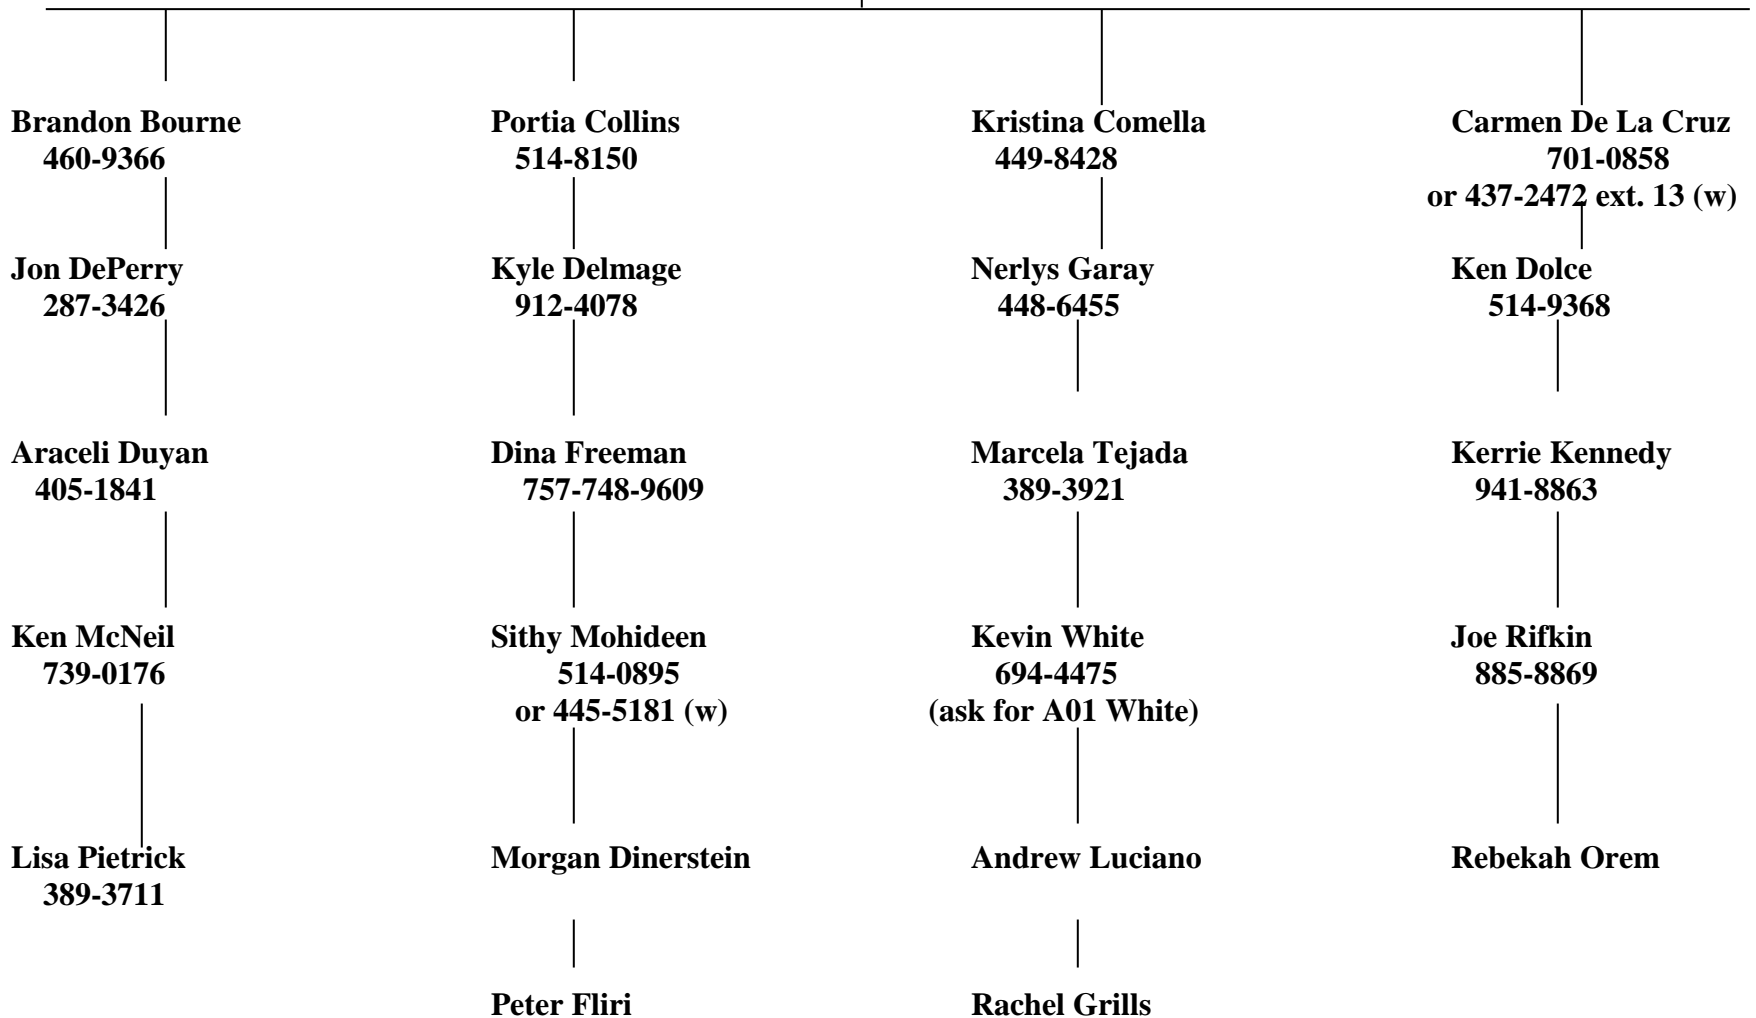 Brandon Bourne
460-9366
Portia Collins
514-8150
Kristina Comella
449-8428
Carmen De La Cruz
701-0858
or 437-2472 ext. 13 (w)
Jon DePerry
287-3426
Kyle Delmage
912-4078
Nerlys Garay
448-6455
Ken Dolce
514-9368
Araceli Duyan
405-1841
Dina Freeman
757-748-9609
Marcela Tejada
389-3921
Kerrie Kennedy
941-8863
Ken McNeil
739-0176
Sithy Mohideen
514-0895
or 445-5181 (w)
Kevin White
694-4475
(ask for A01 White)
Joe Rifkin
885-8869
Lisa Pietrick
389-3711
Morgan Dinerstein
Andrew Luciano
Rebekah Orem
Peter Fliri
Rachel Grills